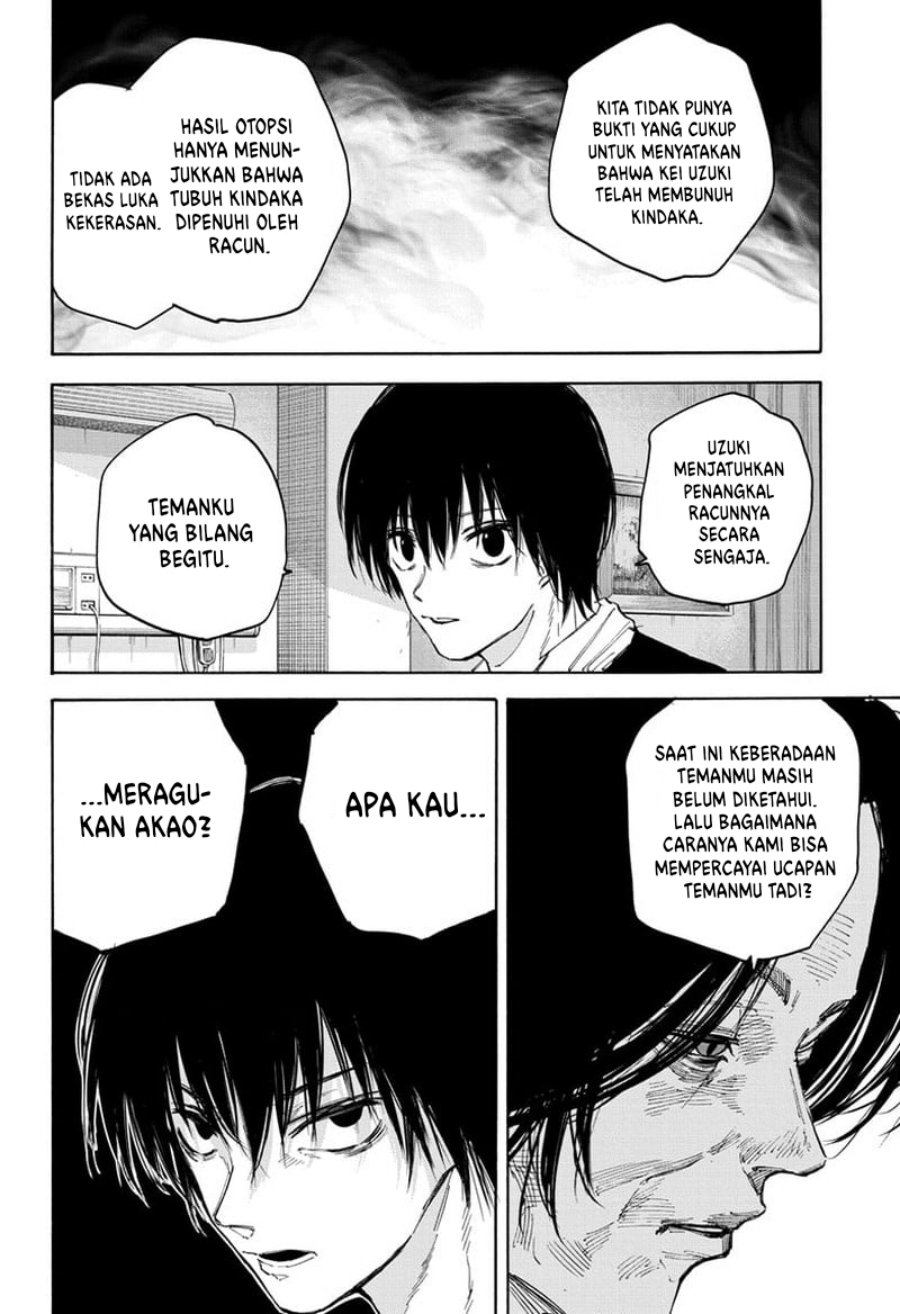 KITA TIDAK PUNYA
BUKTI YANG CUKUP
UNTUK MENYATAKAN
BAHWA KEI UZUKI
TELAH MEMBUNUH
KINDAKA.
HASIL OTOPSI
HANYA MENUN-
JUKKAN BAHWA
TUBUH KINDAKA
DIPENUHI OLEH
RACUN.
TIDAK ADA
BEKAS LUKA
KEKERASAN.
UZUKI
MENJATUHKAN
PENANGKAL
RACUNNYA
SECARA
SENGAJA.
TEMANKU
YANG BILANG
BEGITU.
SAAT INI KEBERADAAN
TEMANMU MASIH
BELUM DIKETAHUI.
LALU BAGAIMANA
CARANYA KAMI BISA
MEMPERCAYAI UCAPAN
TEMANMU TADI?
APA KAU...
...MERAGU-
KAN AKAO?